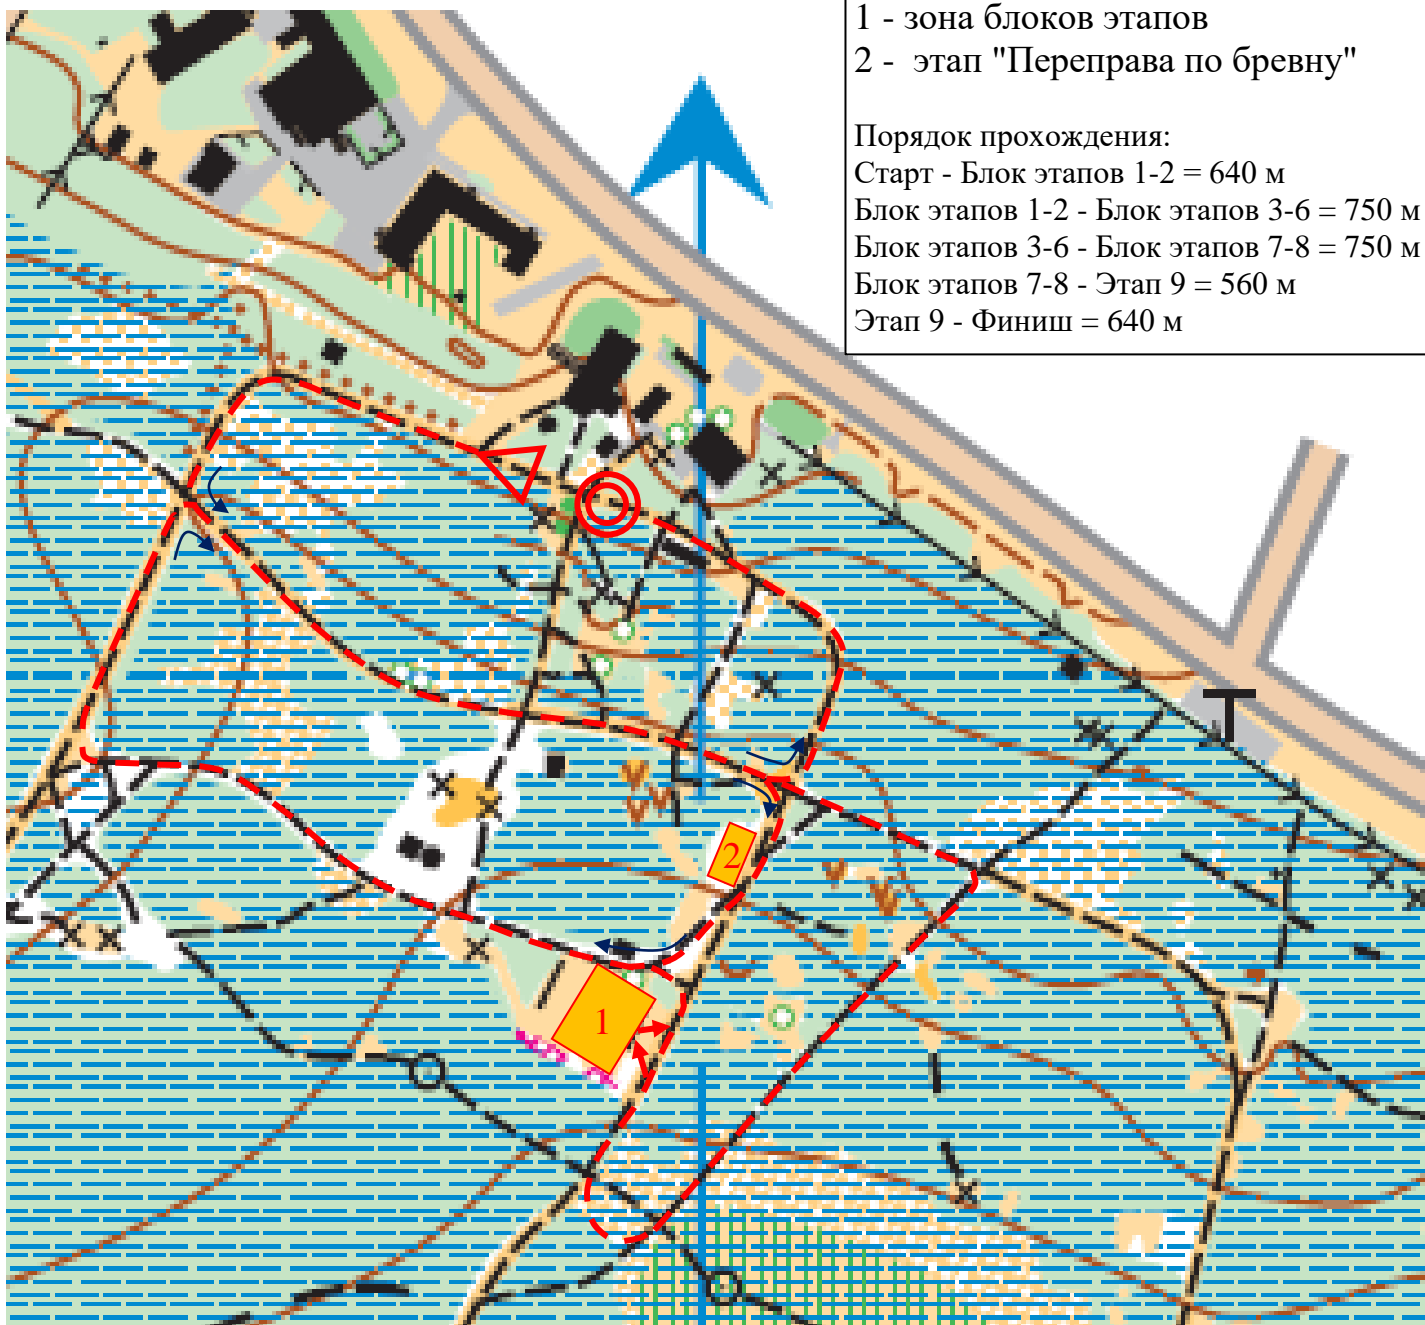 1 - зона блоков этапов
2 - этап "Переправа по бревну"
Порядок прохождения:
Старт - Блок этапов 1-2 = 640 м
Блок этапов 1-2 - Блок этапов 3-6 = 750 м
Блок этапов 3-6 - Блок этапов 7-8 = 750 м
Блок этапов 7-8 - Этап 9 = 560 м
Этап 9 - Финиш = 640 м
2
1